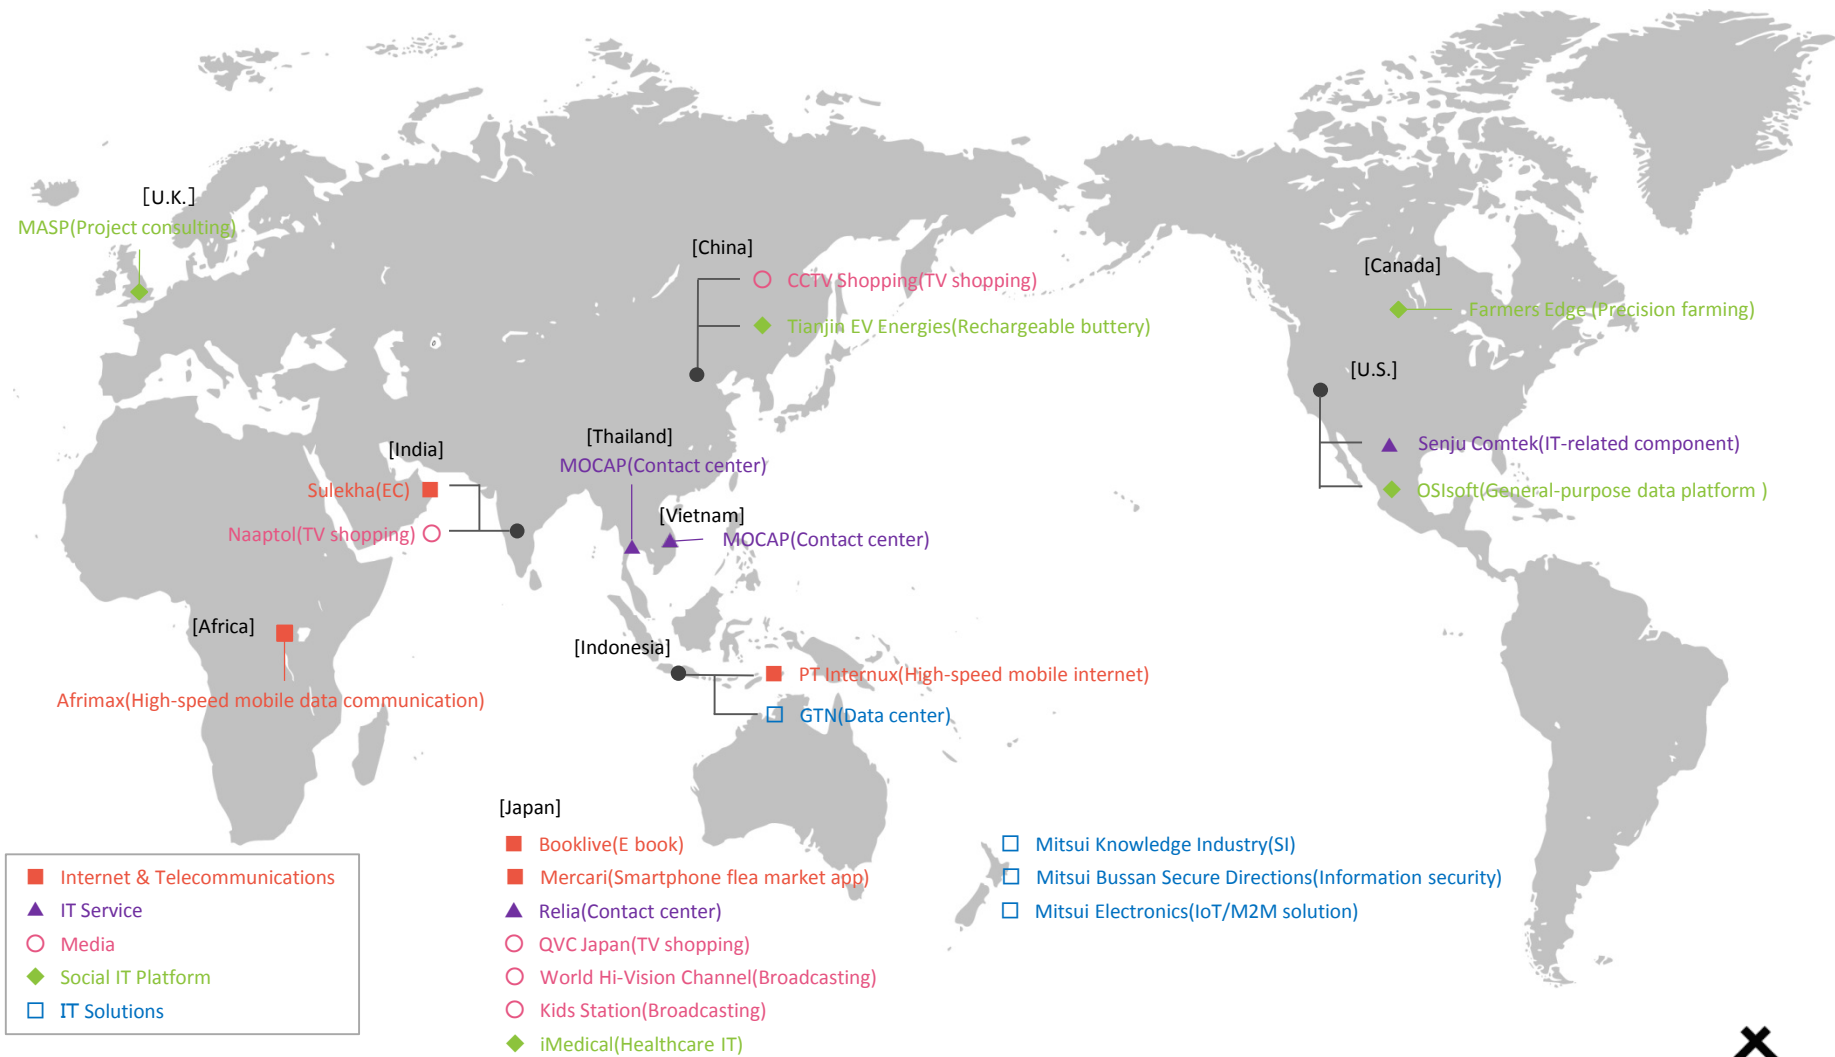 [U.K.]
MASP(Project consulting)
[China]
CCTV Shopping(TV shopping)
Tianjin EV Energies(Rechargeable buttery)
[Canada]
Farmers Edge (Precision farming)
[U.S.]
Senju Comtek(IT-related component)
OSIsoft(General-purpose data platform )
[India]
Sulekha(EC)
Naaptol(TV shopping)
[Thailand]
MOCAP(Contact center)
[Vietnam]
MOCAP(Contact center)
[Africa]
Afrimax(High-speed mobile data communication)
[Indonesia]
PT Internux(High-speed mobile internet)
GTN(Data center)
[Japan]
Booklive(E book)
Mercari(Smartphone flea market app)
Relia(Contact center)
QVC Japan(TV shopping)
World Hi-Vision Channel(Broadcasting)
Kids Station(Broadcasting)
iMedical(Healthcare IT)
Mitsui Knowledge Industry(SI)
Mitsui Bussan Secure Directions(Information security)
Mitsui Electronics(IoT/M2M solution)
Internet & Telecommunications
IT Service
Media
Social IT Platform
IT Solutions